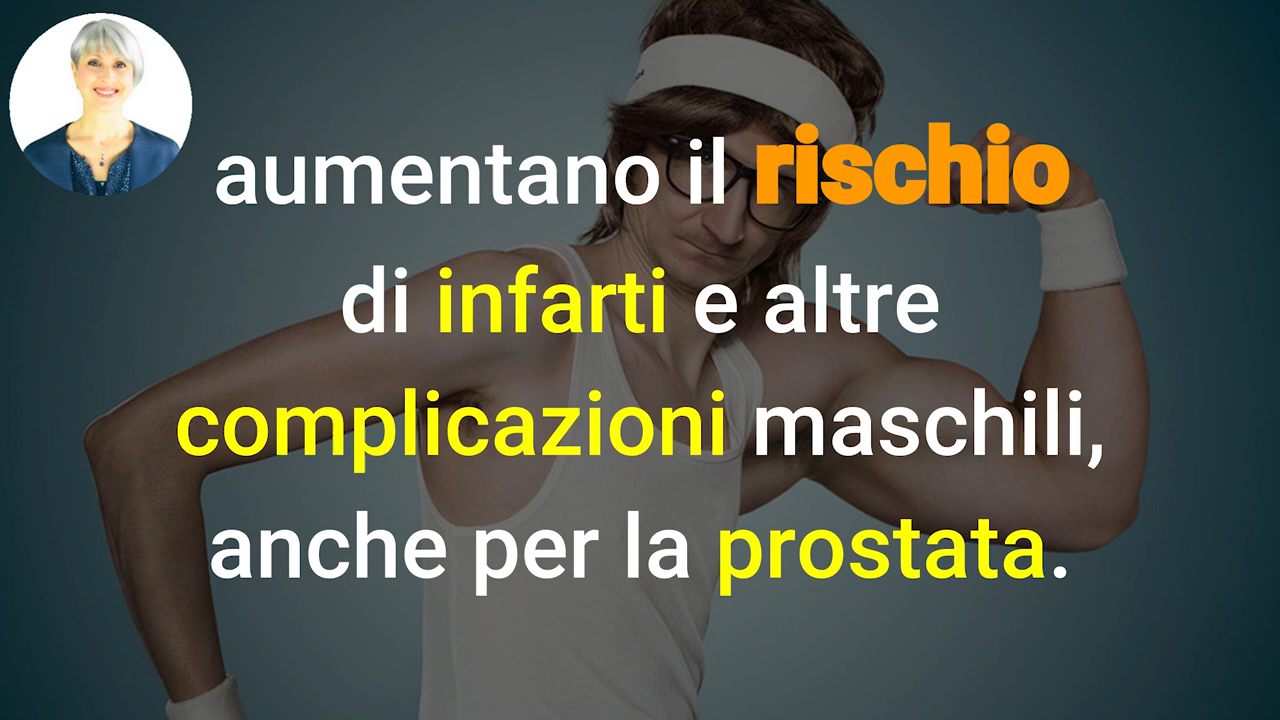 aumentano il rischio
di infarti e altre
complicazioni maschili,
anche per la prostata.